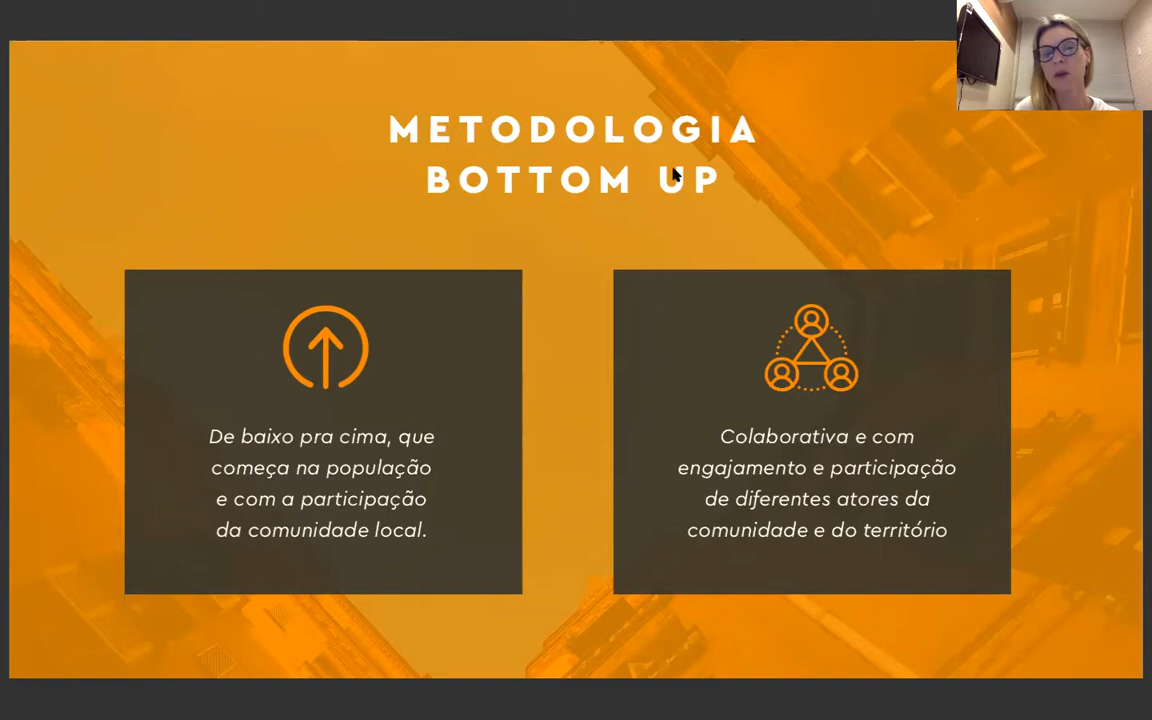 METODOLOGIA
BOTTOM UP
De baixo pra cima, que
começa na população
e com a participação
da comunidade local.
Colaborativa e com
engajamento e participação
de diferentes atores da
comunidade e do território